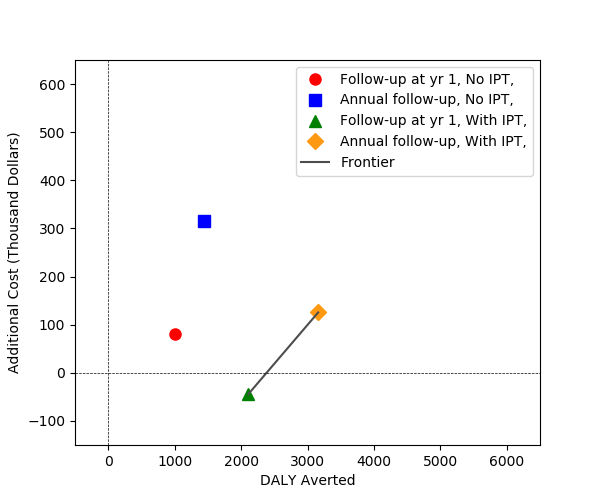 Follow-up at yr 1, No IPT,
Annual follow-up, No IPT,
Follow-up at yr 1, With IPT,
Annual follow-up, With IPT,
Frontier
Additional Cost (Thousand Dollars)
600
500
400
300
200
100
0
−100
0 1000 2000 3000 4000 5000 6000
DALY Averted